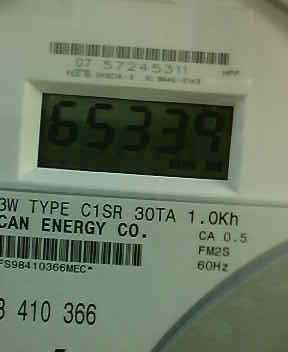 07 57245311
65339
3W TYPE C1SR 30TA 1.0Kh
CAN ENERGY CO.
CA 0.5
FM2S
60Hz
FS98410366MEC*
8 410 366